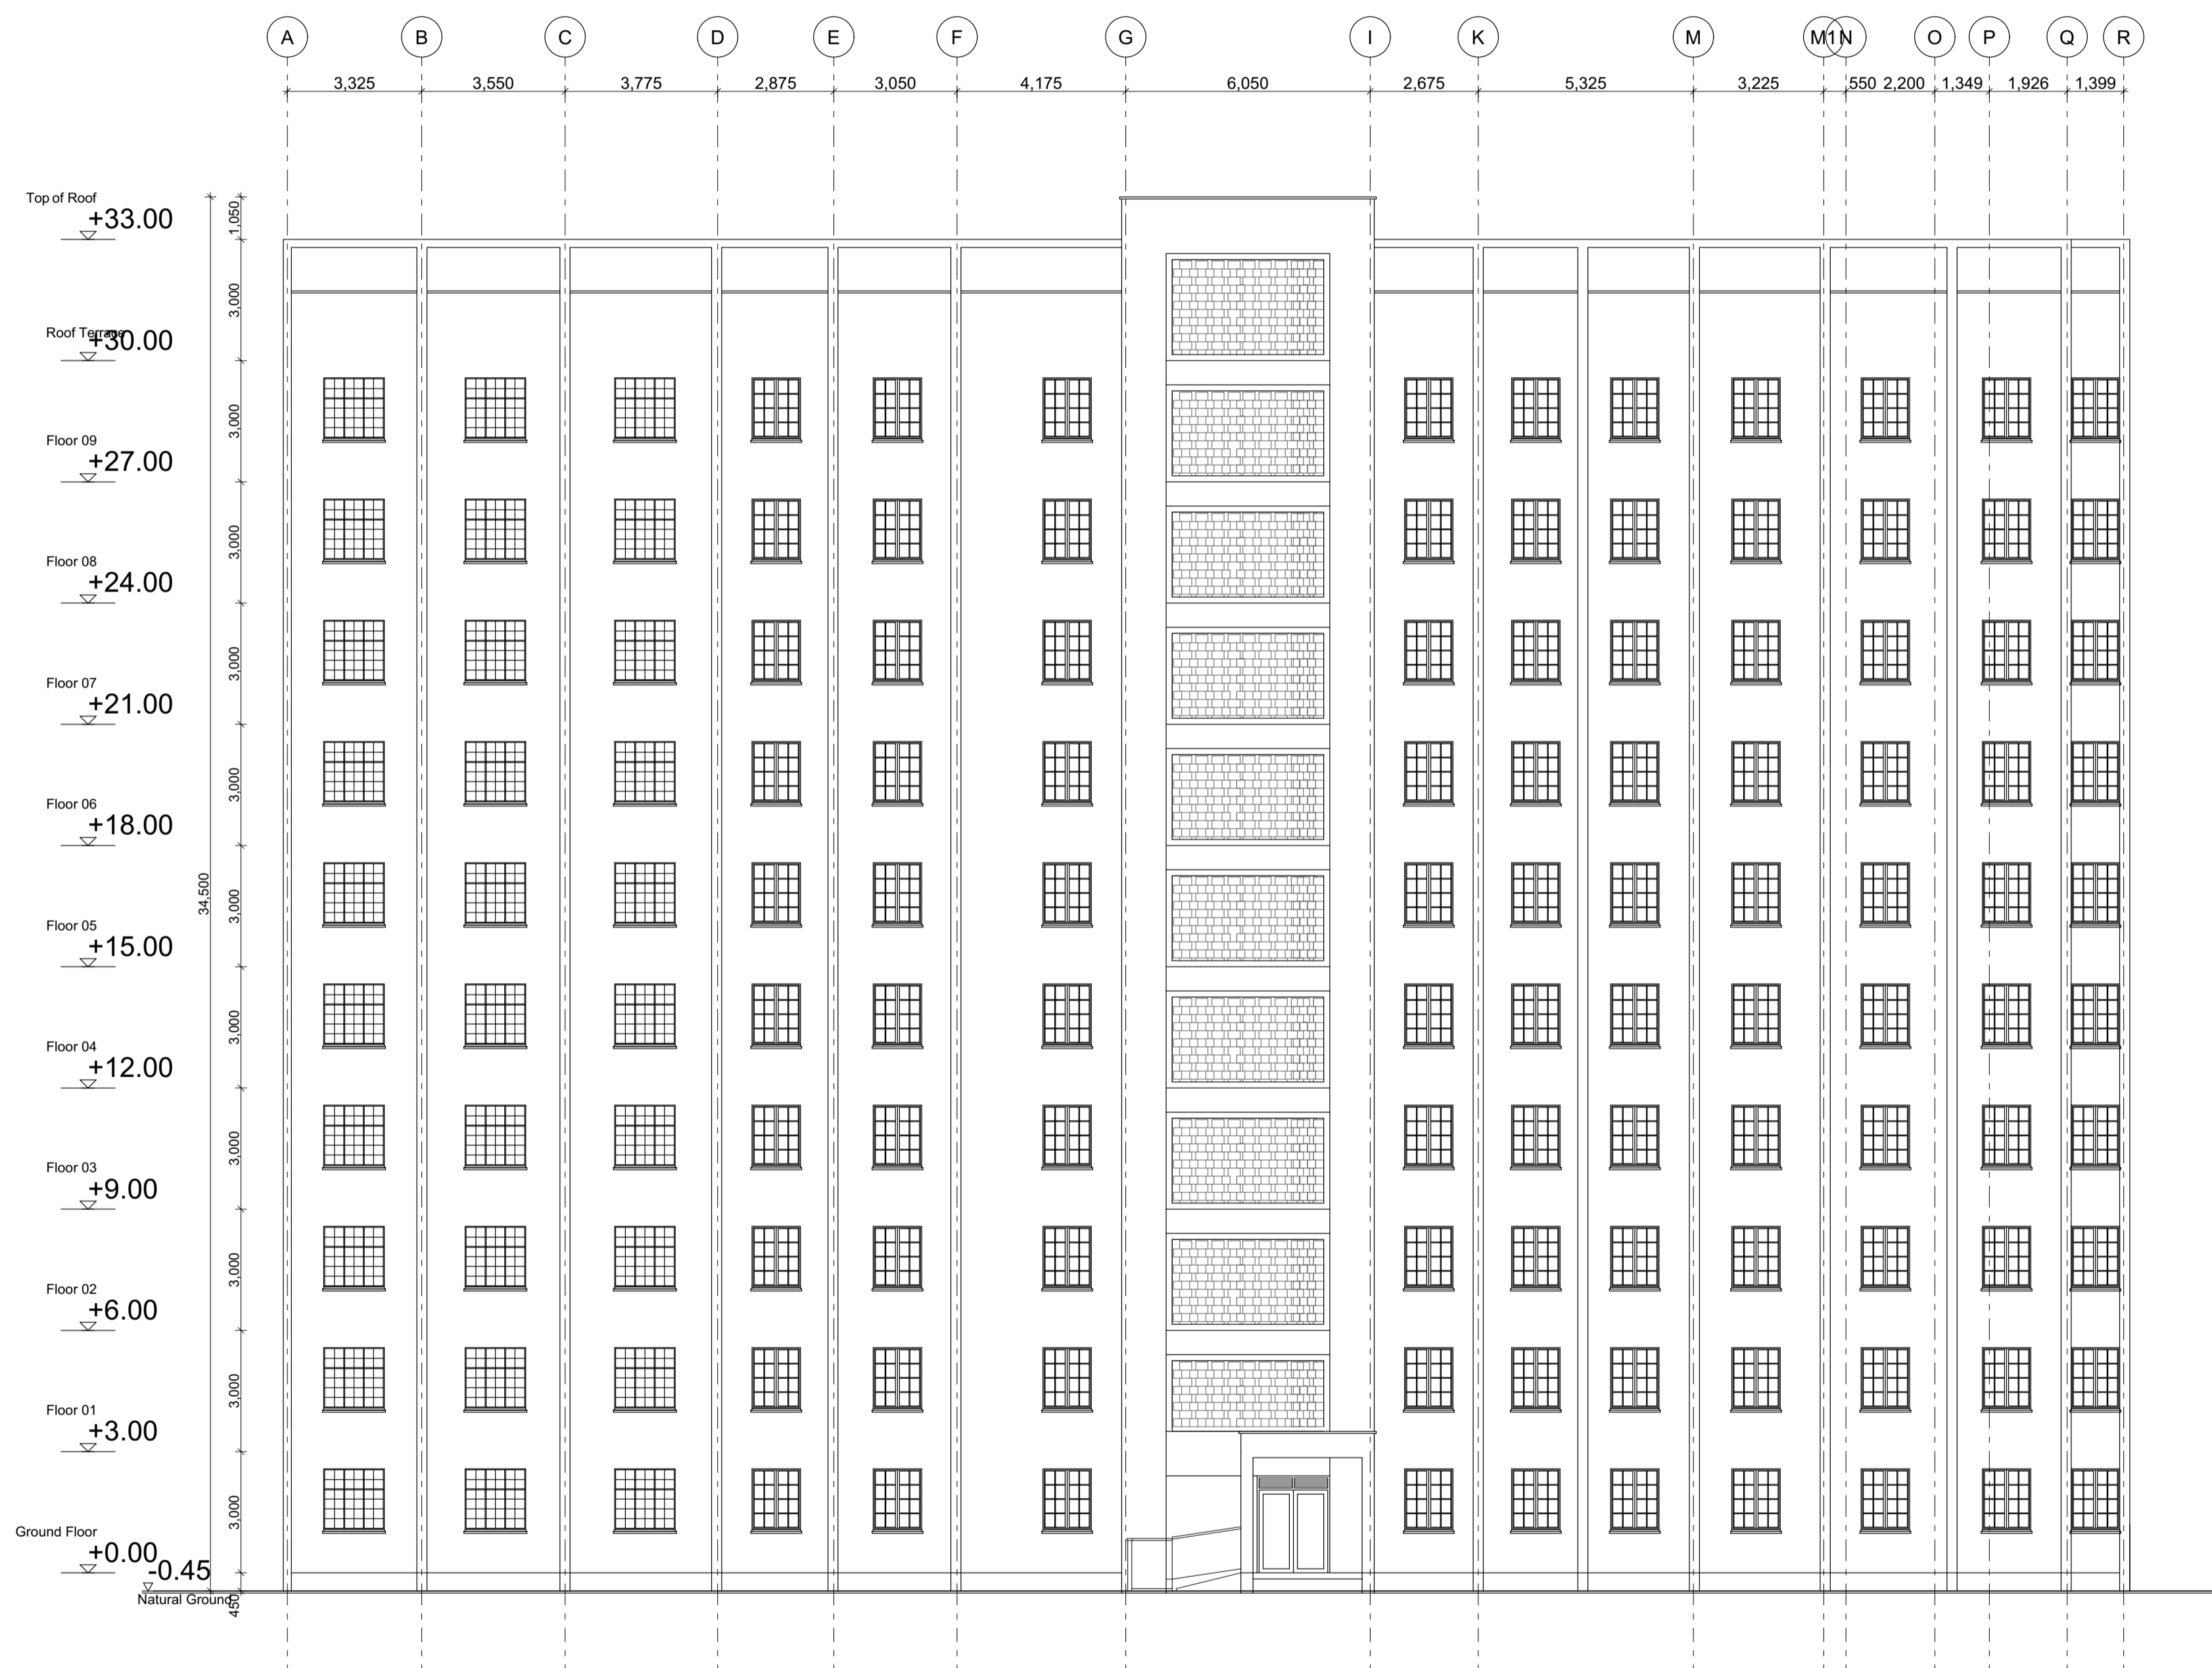 A B C D E F G I K M M1 N O P Q R
3,325 3,550 3,775 2,875 3,050 4,175 6,050 2,675 5,325 3,225 550 2,200 1,349 1,926 1,399
Top of Roof
+33.00
1,050
3,000
Roof Terrace
+30.00
3,000
Floor 09
+27.00
3,000
Floor 08
+24.00
3,000
Floor 07
+21.00
3,000
Floor 06
+18.00
34,500
3,000
Floor 05
+15.00
3,000
Floor 04
+12.00
3,000
Floor 03
+9.00
3,000
Floor 02
+6.00
3,000
Floor 01
+3.00
3,000
Ground Floor
+0.00
-0.45
Natural Ground
450